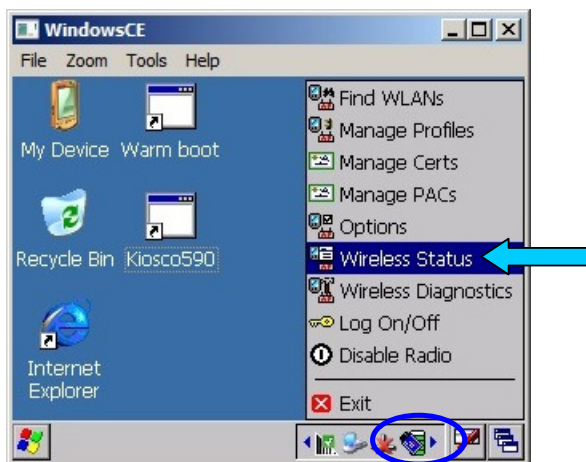 WindowsCE
File Zoom Tools Help
My Device Warm boot
Recycle Bin Kiosco590
Internet
Explorer
Find WLANs
Manage Profiles
Manage Certs
Manage PACs
Options
Wireless Status
Wireless Diagnostics
Log On/Off
Disable Radio
Exit